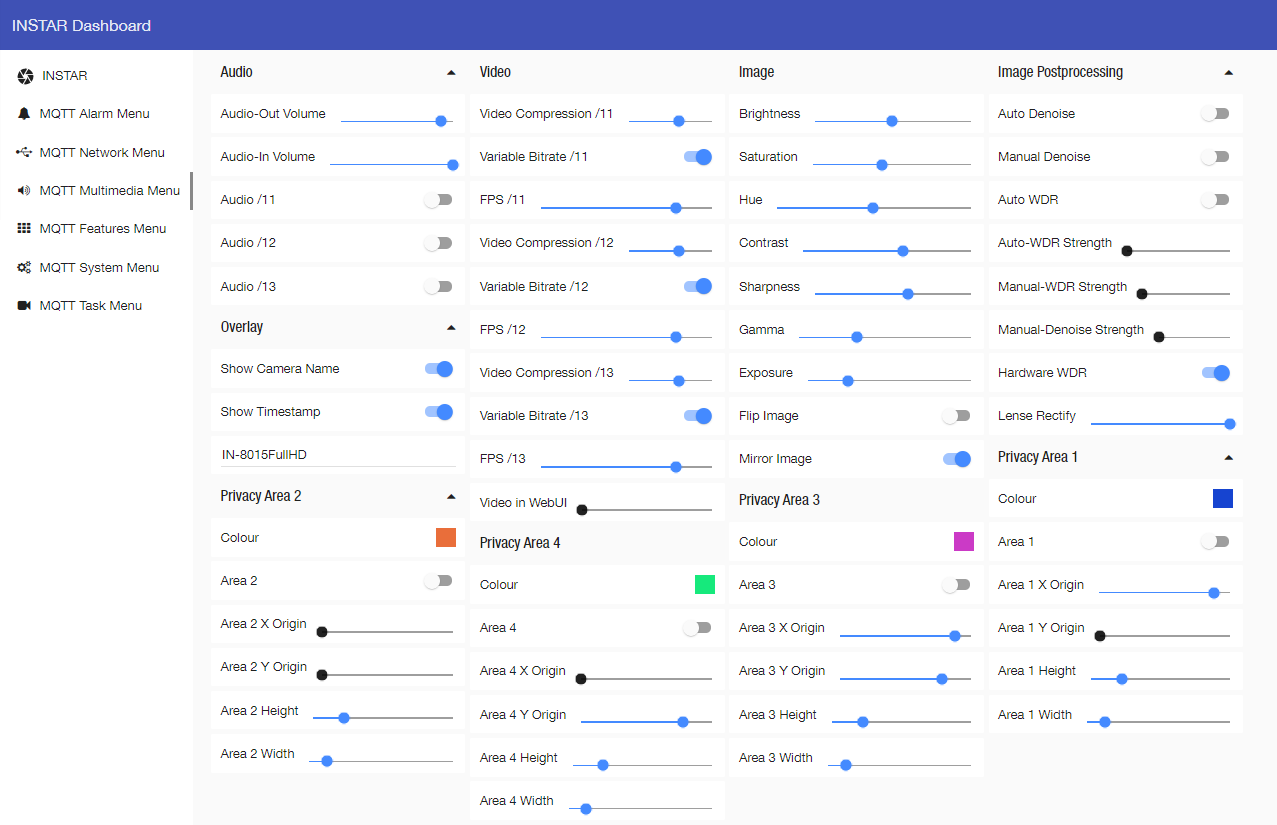 INSTAR Dashboard
INSTAR
MQTT Alarm Menu
MQTT Network Menu
MQTT Multimedia Menu
MQTT Features Menu
MQTT System Menu
MQTT Task Menu
Audio
Audio-Out Volume
Audio-In Volume
Audio /11
Audio /12
Audio /13
Overlay
Show Camera Name
Show Timestamp
IN-8015FullHD
Privacy Area 2
Colour
Area 2
Area 2 X Origin
Area 2 Y Origin
Area 2 Height
Area 2 Width
Video
Video Compression /11
Variable Bitrate /11
FPS /11
Video Compression /12
Variable Bitrate /12
FPS /12
Video Compression /13
Variable Bitrate /13
FPS /13
Video in WebUI
Privacy Area 4
Colour
Area 4
Area 4 X Origin
Area 4 Y Origin
Area 4 Height
Area 4 Width
Image
Brightness
Saturation
Hue
Contrast
Sharpness
Gamma
Exposure
Flip Image
Mirror Image
Privacy Area 3
Colour
Area 3
Area 3 X Origin
Area 3 Y Origin
Area 3 Height
Area 3 Width
Image Postprocessing
Auto Denoise
Manual Denoise
Auto WDR
Auto-WDR Strength
Manual-WDR Strength
Manual-Denoise Strength
Hardware WDR
Lense Rectify
Privacy Area 1
Colour
Area 1
Area 1 X Origin
Area 1 Y Origin
Area 1 Height
Area 1 Width